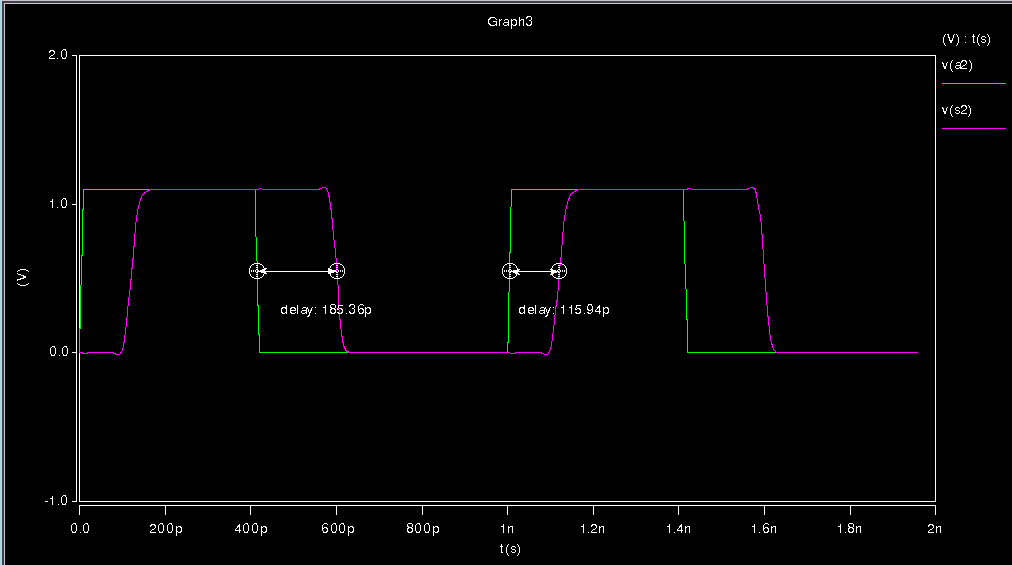 Graph3
(V) : t(s)
v(a2)
v(s2)
2.0
1.0
(V)
delay: 185.36p
delay: 115.94p
0.0
-1.0
0.0 200p 400p 600p 800p 1n 1.2n 1.4n 1.6n 1.8n 2n
t(s)